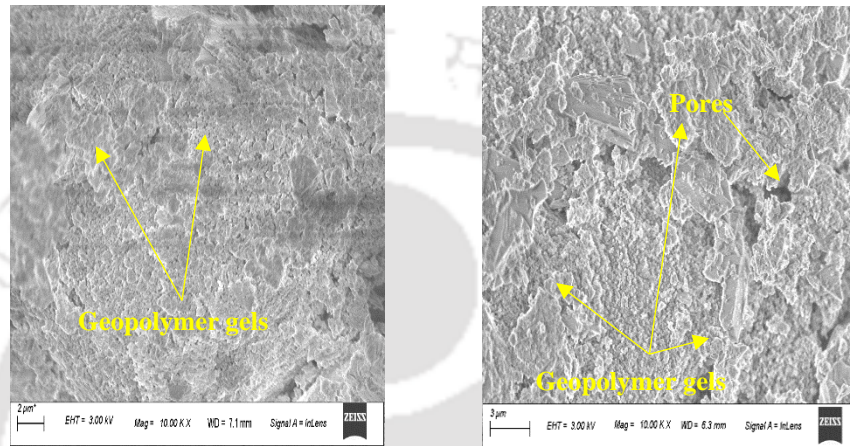 Geopolymer gels
2 µm*
EHT = 3.00 kV Mag = 10.00 K X WD = 7.1 mm Signal A = InLens ZEISS
Pores
Geopolymer gels
3 µm
EHT = 3.00 kV Mag = 10.00 K X WD = 6.3 mm Signal A = InLens ZEISS